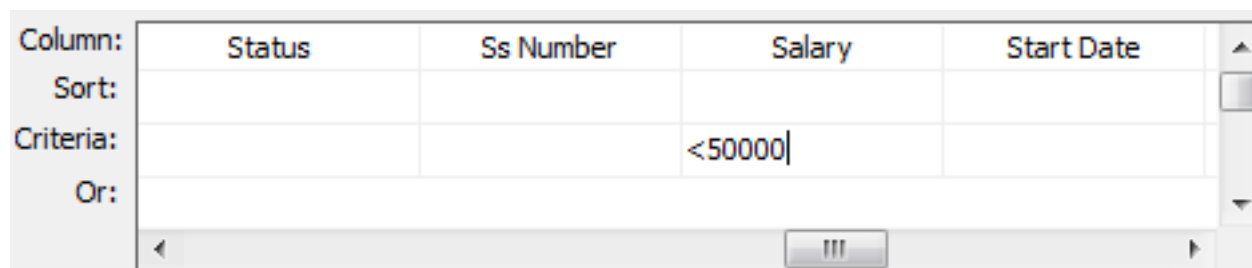 Column: Status Ss Number Salary Start Date
Sort:
Criteria: <50000
Or: